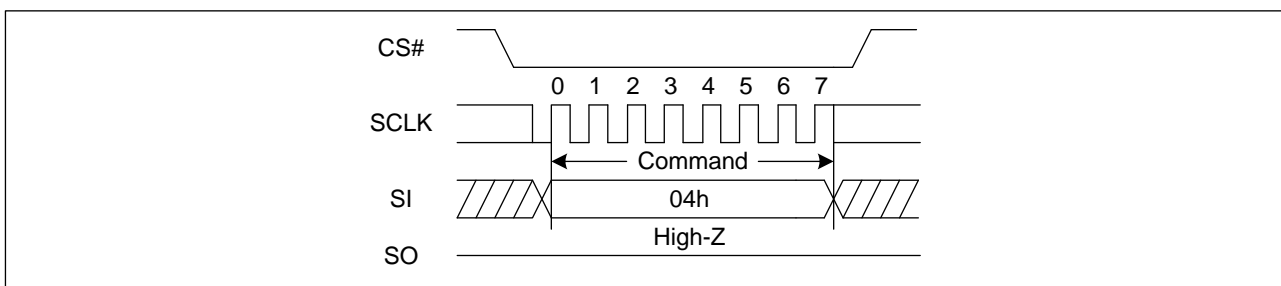 CS#
0 1 2 3 4 5 6 7
SCLK
Command
SI
04h
High-Z
SO